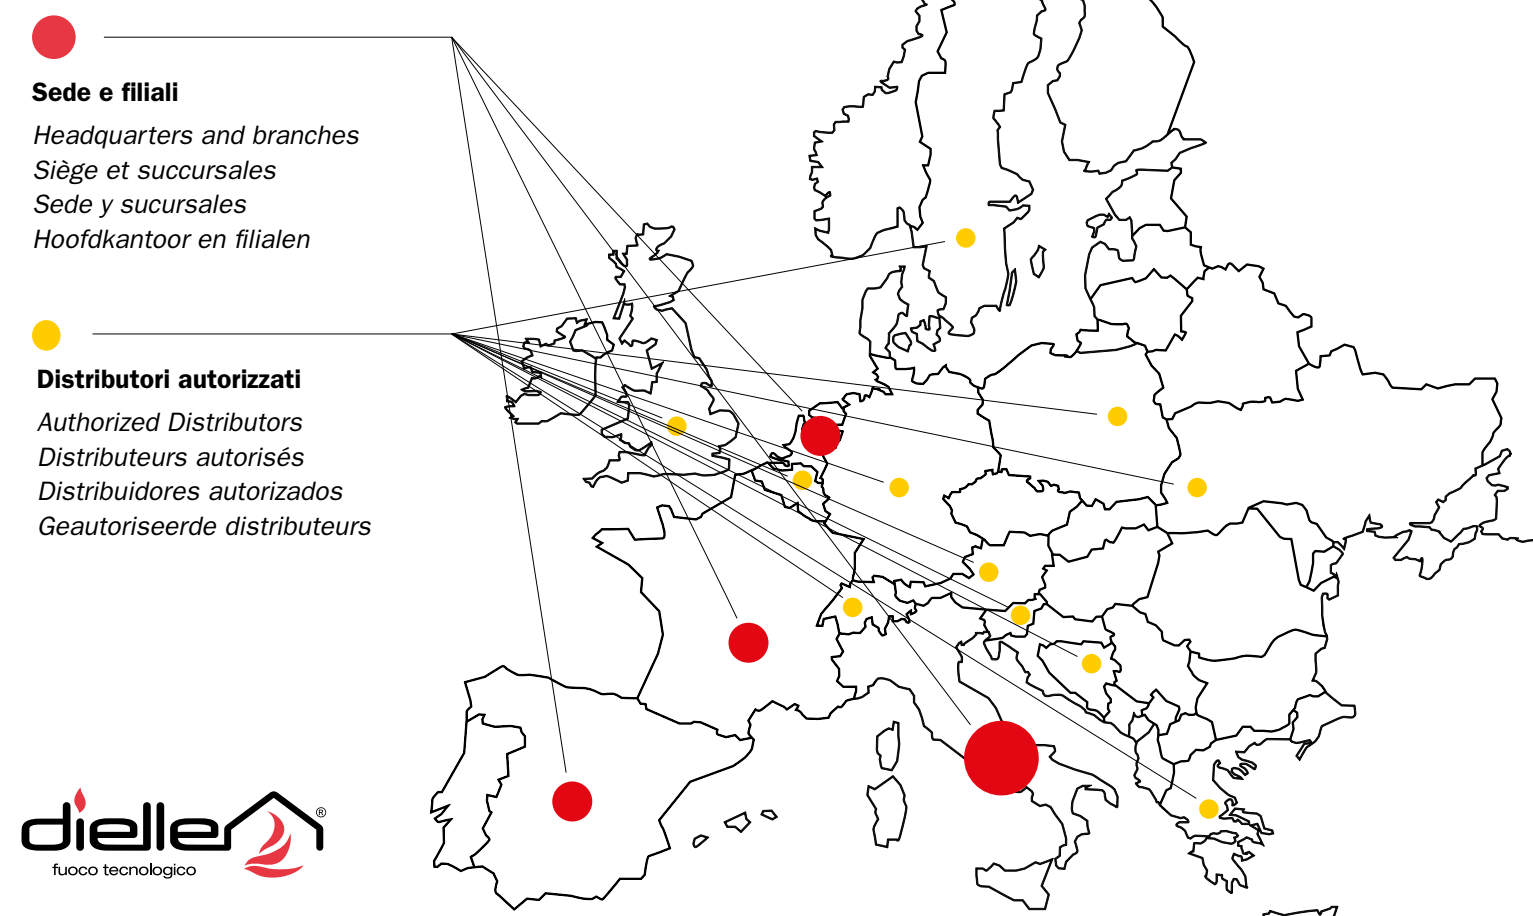 Sede e filiali
Headquarters and branches
Siège et succursales
Sede y sucursales
Hoofdkantoor en filialen
Distributori autorizzati
Authorized Distributors
Distributeurs autorisés
Distribuidores autorizados
Geautoriseerde distributeurs
dielle ®
fuoco tecnologico